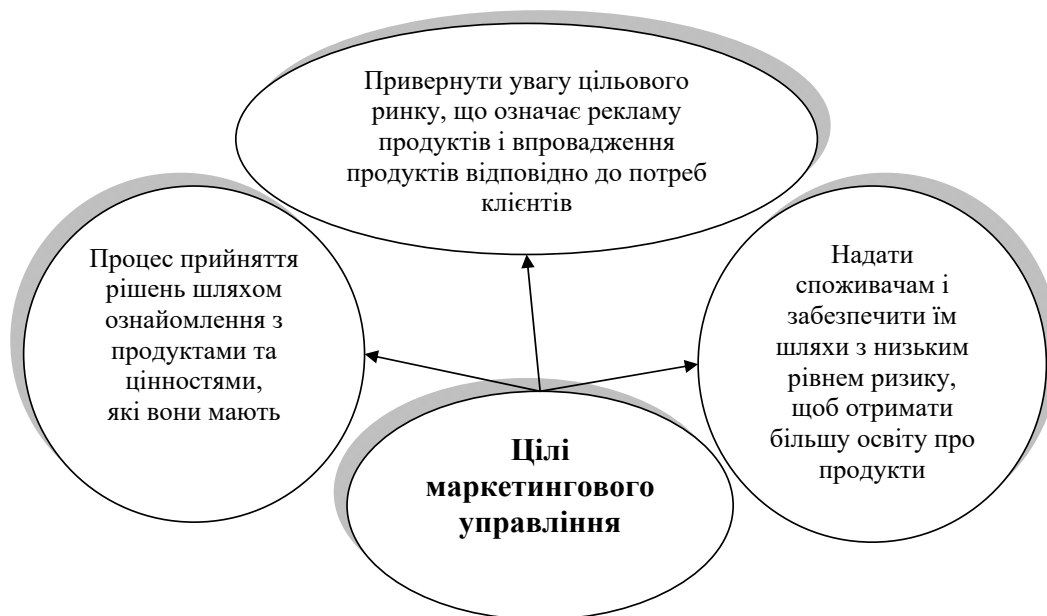 Привернути увагу цільового
ринку, що означає рекламу
продуктів і впровадження
продуктів відповідно до потреб
клієнтів
Процес прийняття
рішень шляхом
ознайомлення з
продуктами та
цінностями,
які вони мають
Надати
споживачам і
забезпечити їм
шляхи з низьким
рівнем ризику,
щоб отримати
більшу освіту про
продукти
Цілі
маркетингового
управління